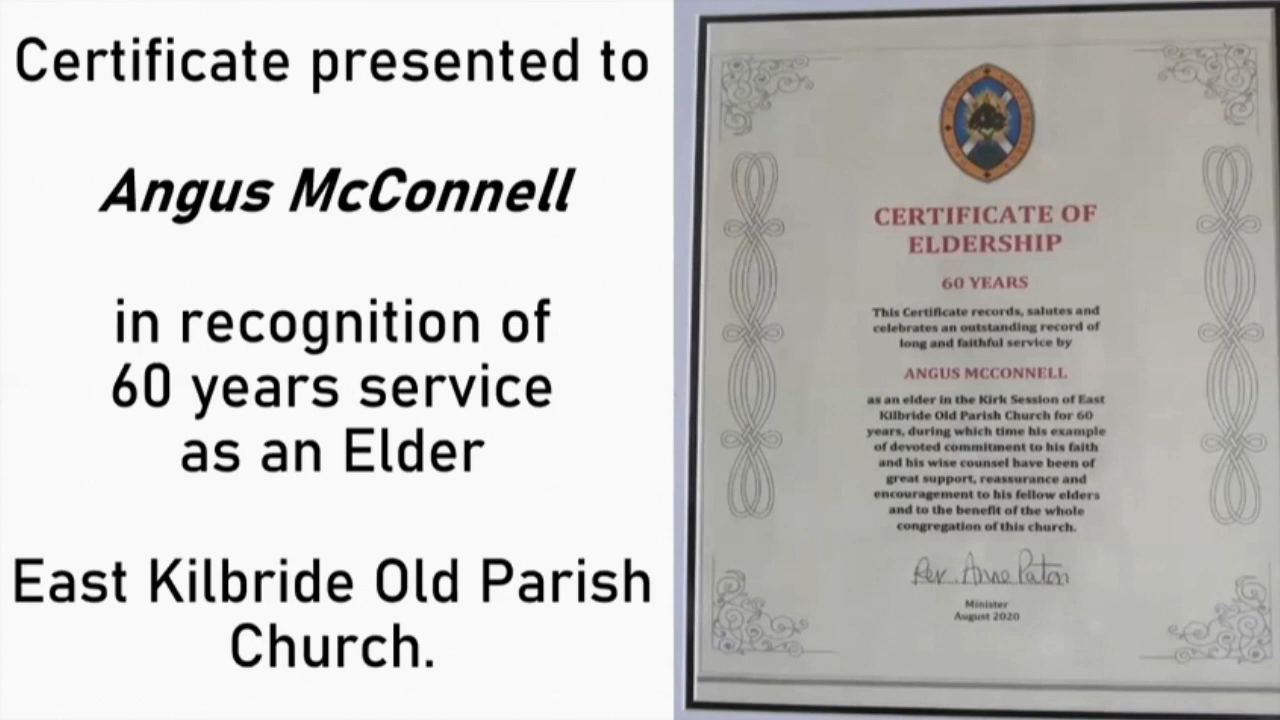 Certificate presented to
Angus McConnell
in recognition of
60 years service
as an Elder
East Kilbride Old Parish
Church.
CERTIFICATE OF
ELDERSHIP
60 YEARS
This Certificate records, salutes and
celebrates an outstanding record of
long and faithful service by
ANGUS MCCONNELL
as an elder in the Kirk Session of East
Kilbride Old Parish Church for 60
years, during which time his example
of devoted commitment to his faith
and his wise counsel have been of
great support, reassurance and
encouragement to his fellow elders
and to the benefit of the whole
congregation of this church.
Rev. Anne Paton
Minister
August 2020